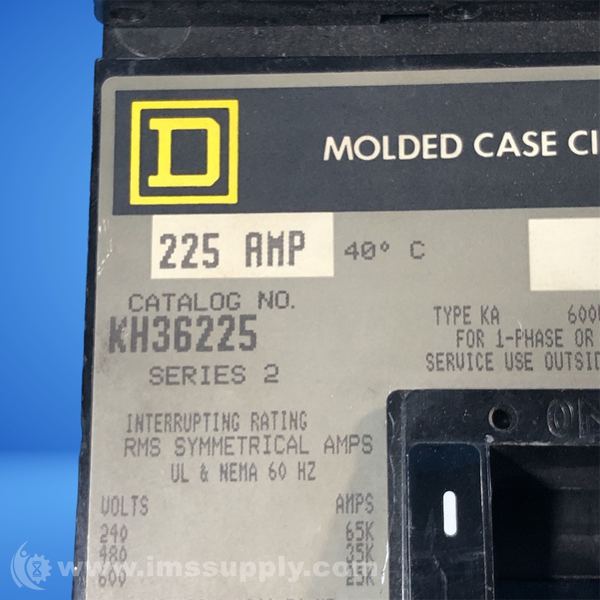 D
MOLDED CASE CI
225 AMP 40° C
CATALOG NO.
KH36225
SERIES 2
TYPE KA 600
FOR 1-PHASE OR
SERVICE USE OUTSID
INTERRUPTING RATING
RMS SYMMETRICAL AMPS
UL & NEMA 60 HZ
VOLTS AMPS
240 65K
480 35K
600 25K
ON
www.imssupply.com